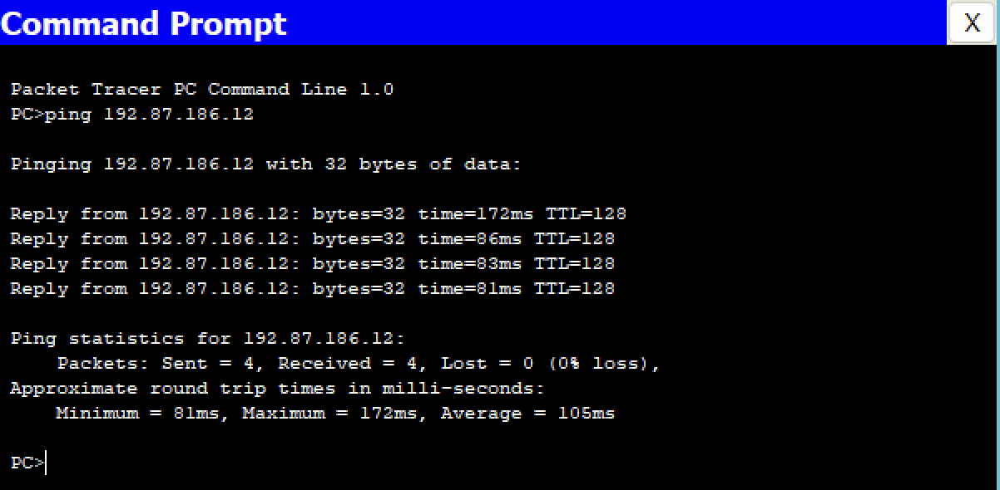 Command Prompt
X
Packet Tracer PC Command Line 1.0
PC>ping 192.87.186.12
Pinging 192.87.186.12 with 32 bytes of data:
Reply from 192.87.186.12: bytes=32 time=172ms TTL=128
Reply from 192.87.186.12: bytes=32 time=86ms TTL=128
Reply from 192.87.186.12: bytes=32 time=83ms TTL=128
Reply from 192.87.186.12: bytes=32 time=81ms TTL=128
Ping statistics for 192.87.186.12:
    Packets: Sent = 4, Received = 4, Lost = 0 (0% loss),
Approximate round trip times in milli-seconds:
    Minimum = 81ms, Maximum = 172ms, Average = 105ms
PC>